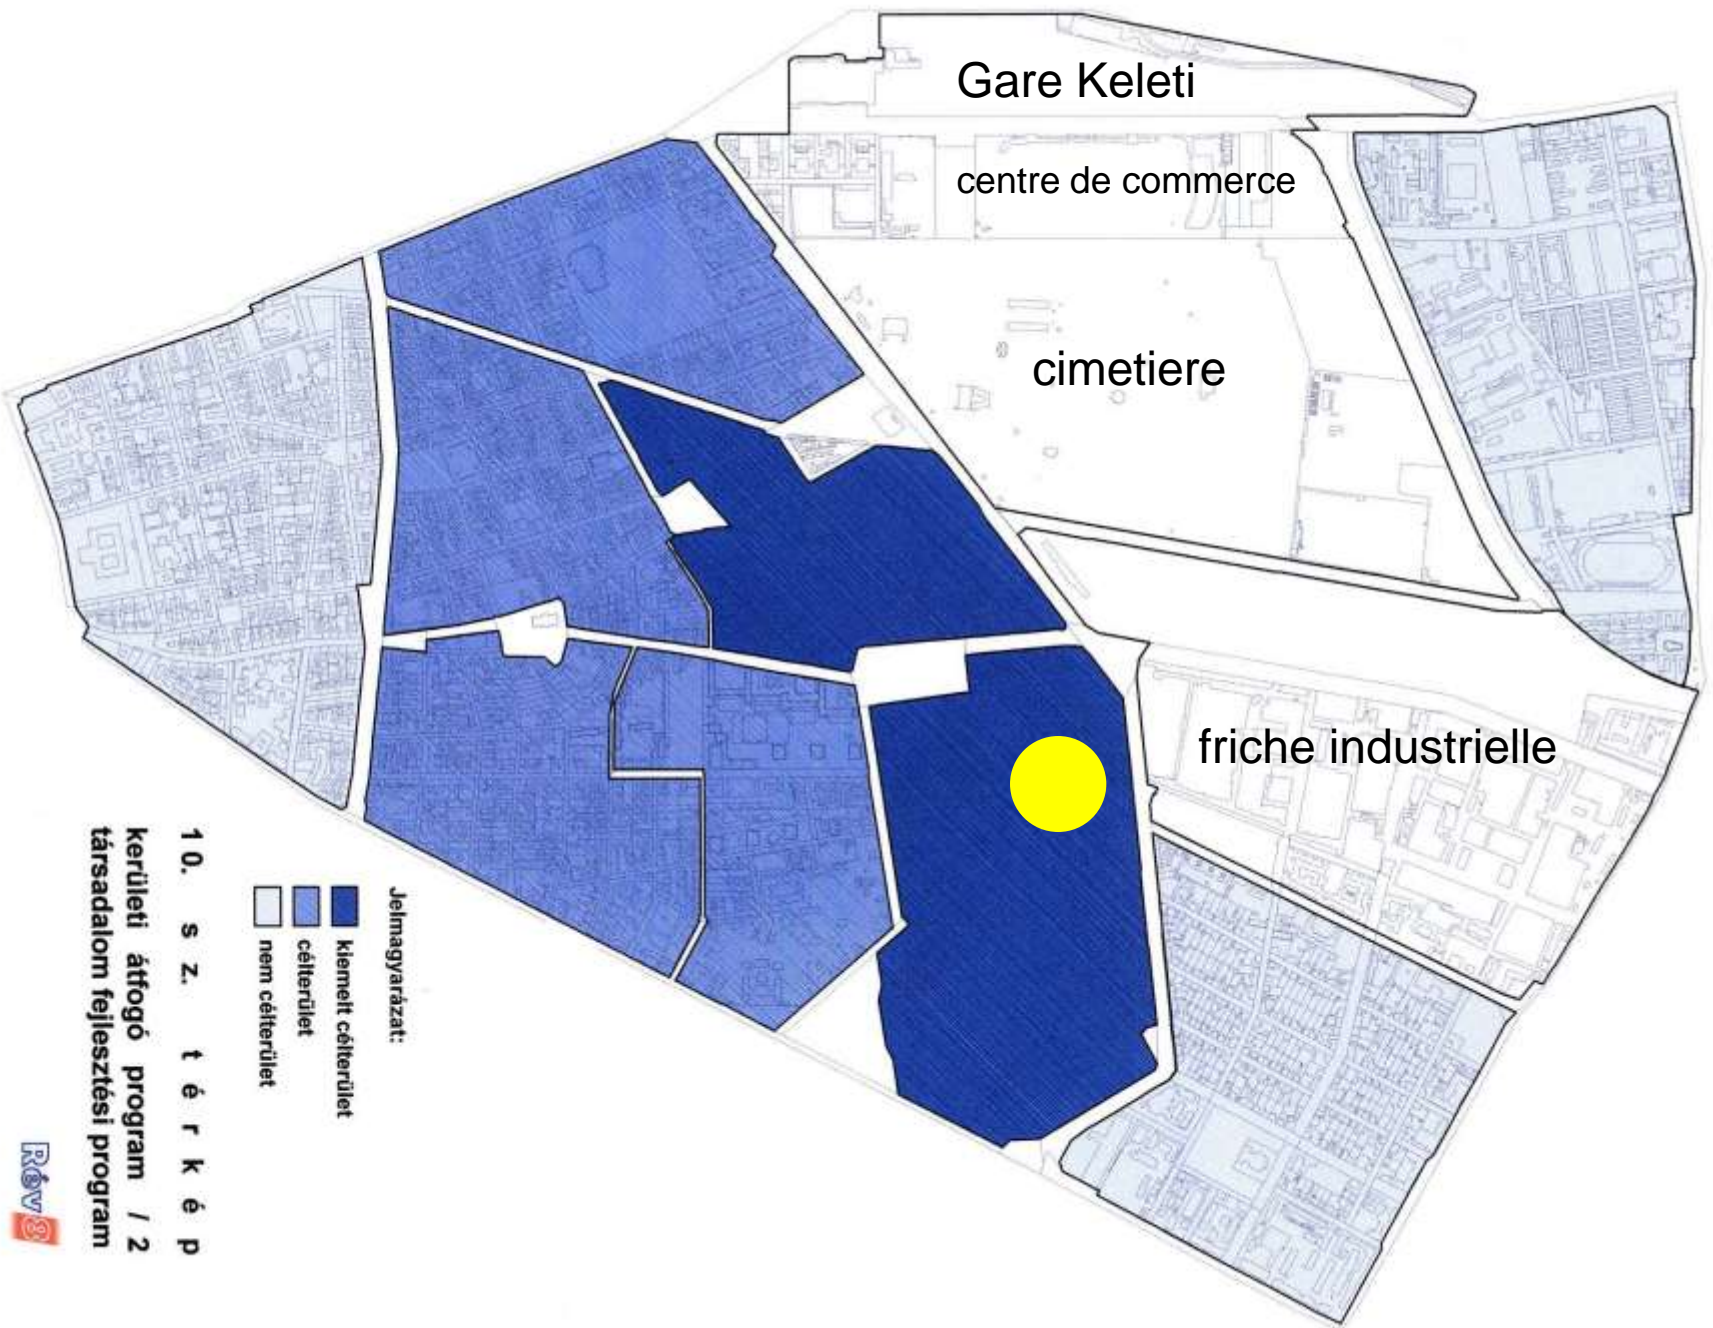 Gare Keleti
centre de commerce
cimetiere
friche industrielle
Jelmagyarázat:
kiemelt célterület
célterület
nem célterület
10. sz. térkép
kerületi átfogó program / 2
társadalom fejlesztési program
Rév8